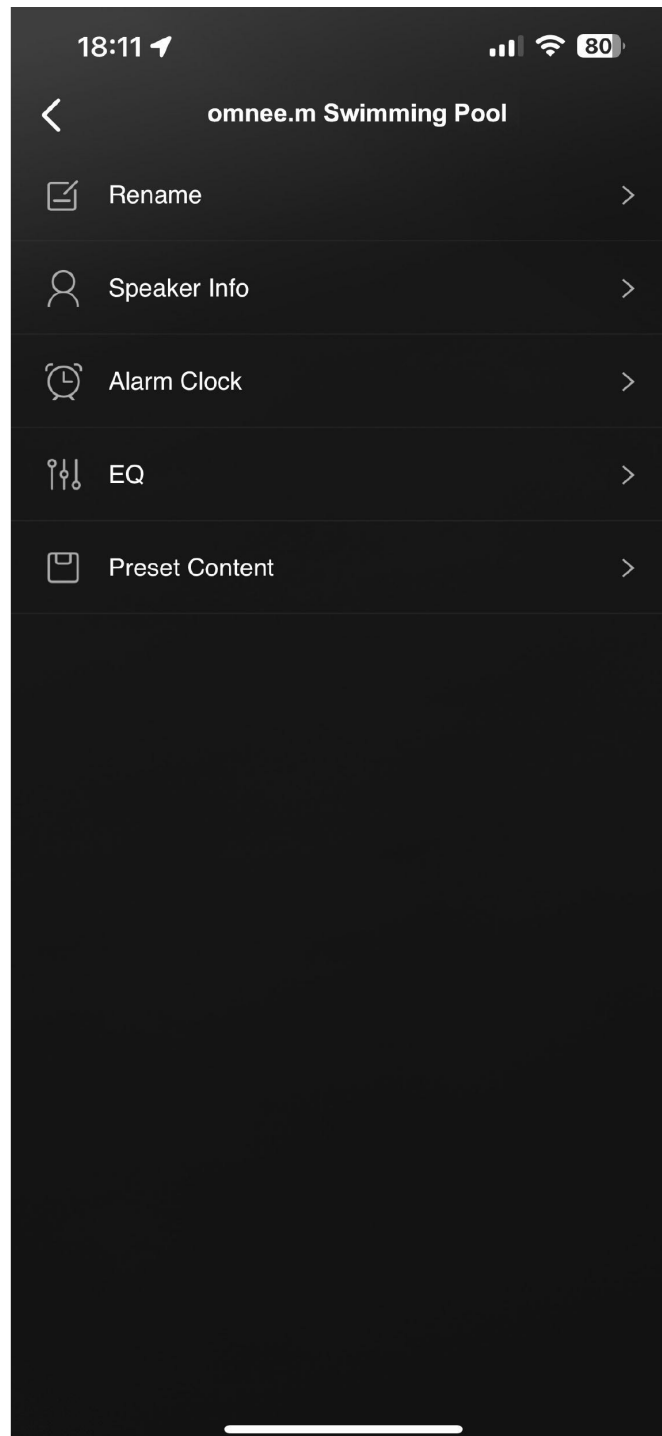 18:11
80
omnee.m Swimming Pool
Rename
Speaker Info
Alarm Clock
EQ
Preset Content